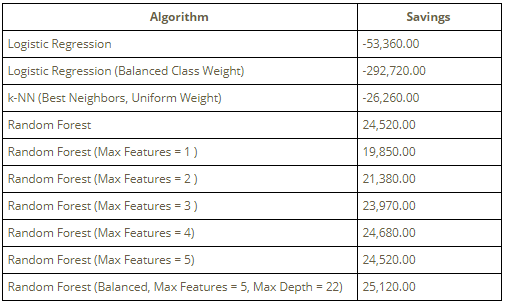 Algorithm Savings
Logistic Regression -53,360.00
Logistic Regression (Balanced Class Weight) -292,720.00
k-NN (Best Neighbors, Uniform Weight) -26,260.00
Random Forest 24,520.00
Random Forest (Max Features = 1 ) 19,850.00
Random Forest (Max Features = 2 ) 21,380.00
Random Forest (Max Features = 3 ) 23,970.00
Random Forest (Max Features = 4) 24,680.00
Random Forest (Max Features = 5) 24,520.00
Random Forest (Balanced, Max Features = 5, Max Depth = 22) 25,120.00